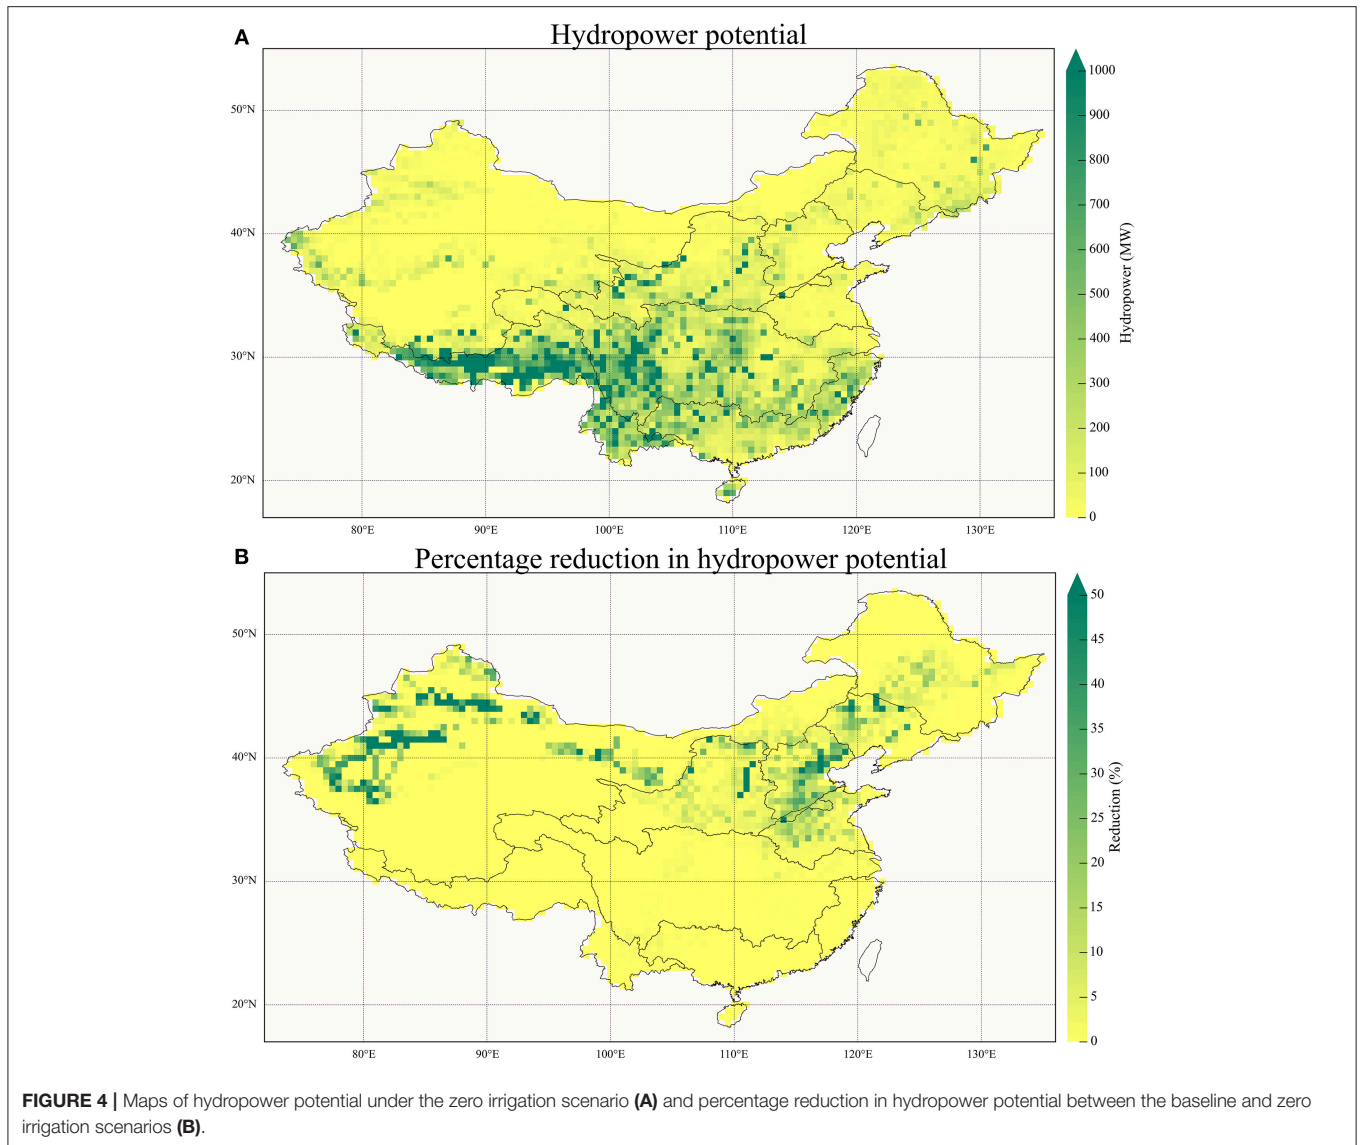 A
Hydropower potential
50°N
40°N
30°N
20°N
80°E
90°E
100°E
110°E
120°E
130°E
1000
900
800
700
600
500
400
300
200
100
0
Hydropower (MW)
B
Percentage reduction in hydropower potential
50°N
40°N
30°N
20°N
80°E
90°E
100°E
110°E
120°E
130°E
50
45
40
35
30
25
20
15
10
5
0
Reduction (%)
FIGURE 4 | Maps of hydropower potential under the zero irrigation scenario (A) and percentage reduction in hydropower potential between the baseline and zero
irrigation scenarios (B).